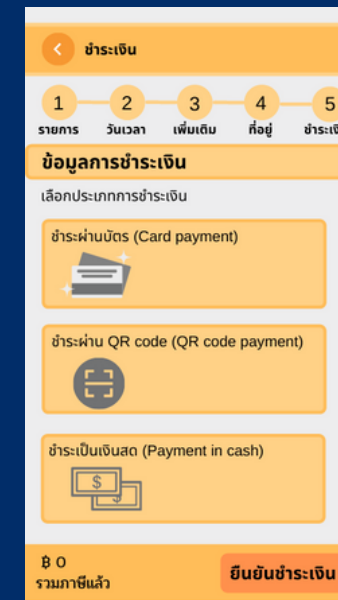 ชำระเงิน
1 2 3 4 5
รายการ วันเวลา เพิ่มเติม ที่อยู่
ข้อมูลการชำระเงิน
เลือกประเภทการชำระเงิน
ชำระผ่านบัตร (Card payment)
ชำระผ่าน QR code (QR code payment)
ชำระเป็นเงินสด (Payment in cash)
$
$
฿ 0
รวมภาษีแล้ว
ยืนยันชำระเงิน